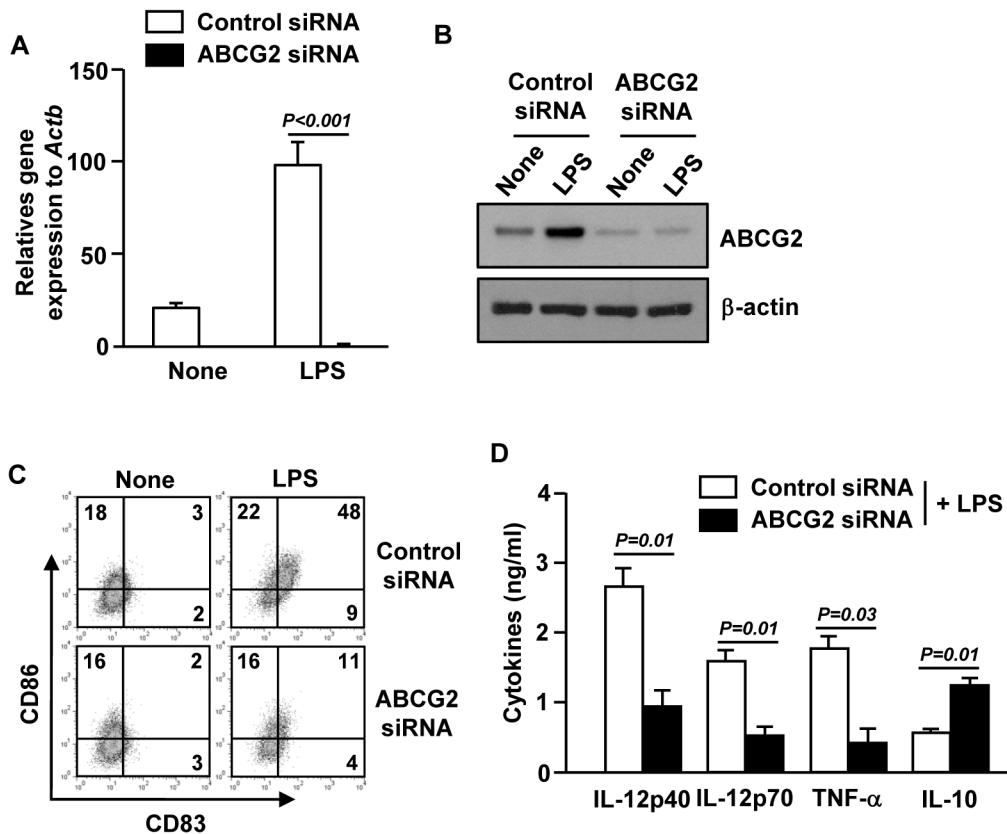 A
Control siRNA
ABCG2 siRNA
Relatives gene
expression to Actb
150
100
50
0
P<0.001
None
LPS
B
Control
siRNA
ABCG2
siRNA
None
LPS
None
LPS
ABCG2
β-actin
C
None
LPS
18
3
2
22
48
9
Control
siRNA
16
2
3
16
11
4
ABCG2
siRNA
CD86
CD83
D
Control siRNA
ABCG2 siRNA
+ LPS
Cytokines (ng/ml)
4
3
2
1
0
P=0.01
P=0.01
P=0.03
P=0.01
IL-12p40 IL-12p70 TNF-α IL-10